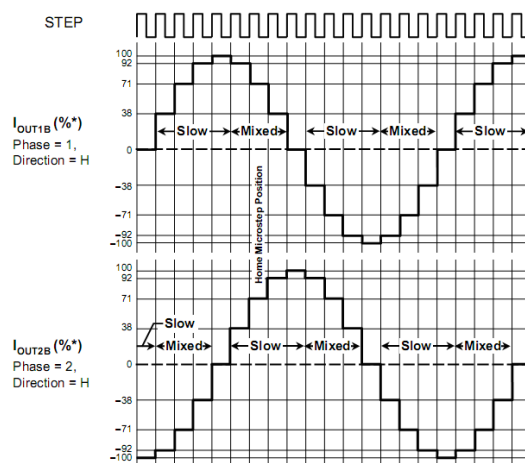 STEP
100
92
71
38
0
−38
−71
−92
−100
IOUT1B (%*)
Phase = 1,
Direction = H
Slow
Mixed
Slow
Mixed
Slow
Home Microstep Position
100
92
71
38
0
−38
−71
−92
−100
IOUT2B (%*)
Phase = 2,
Direction = H
Slow
Mixed
Slow
Mixed
Slow
Mixed